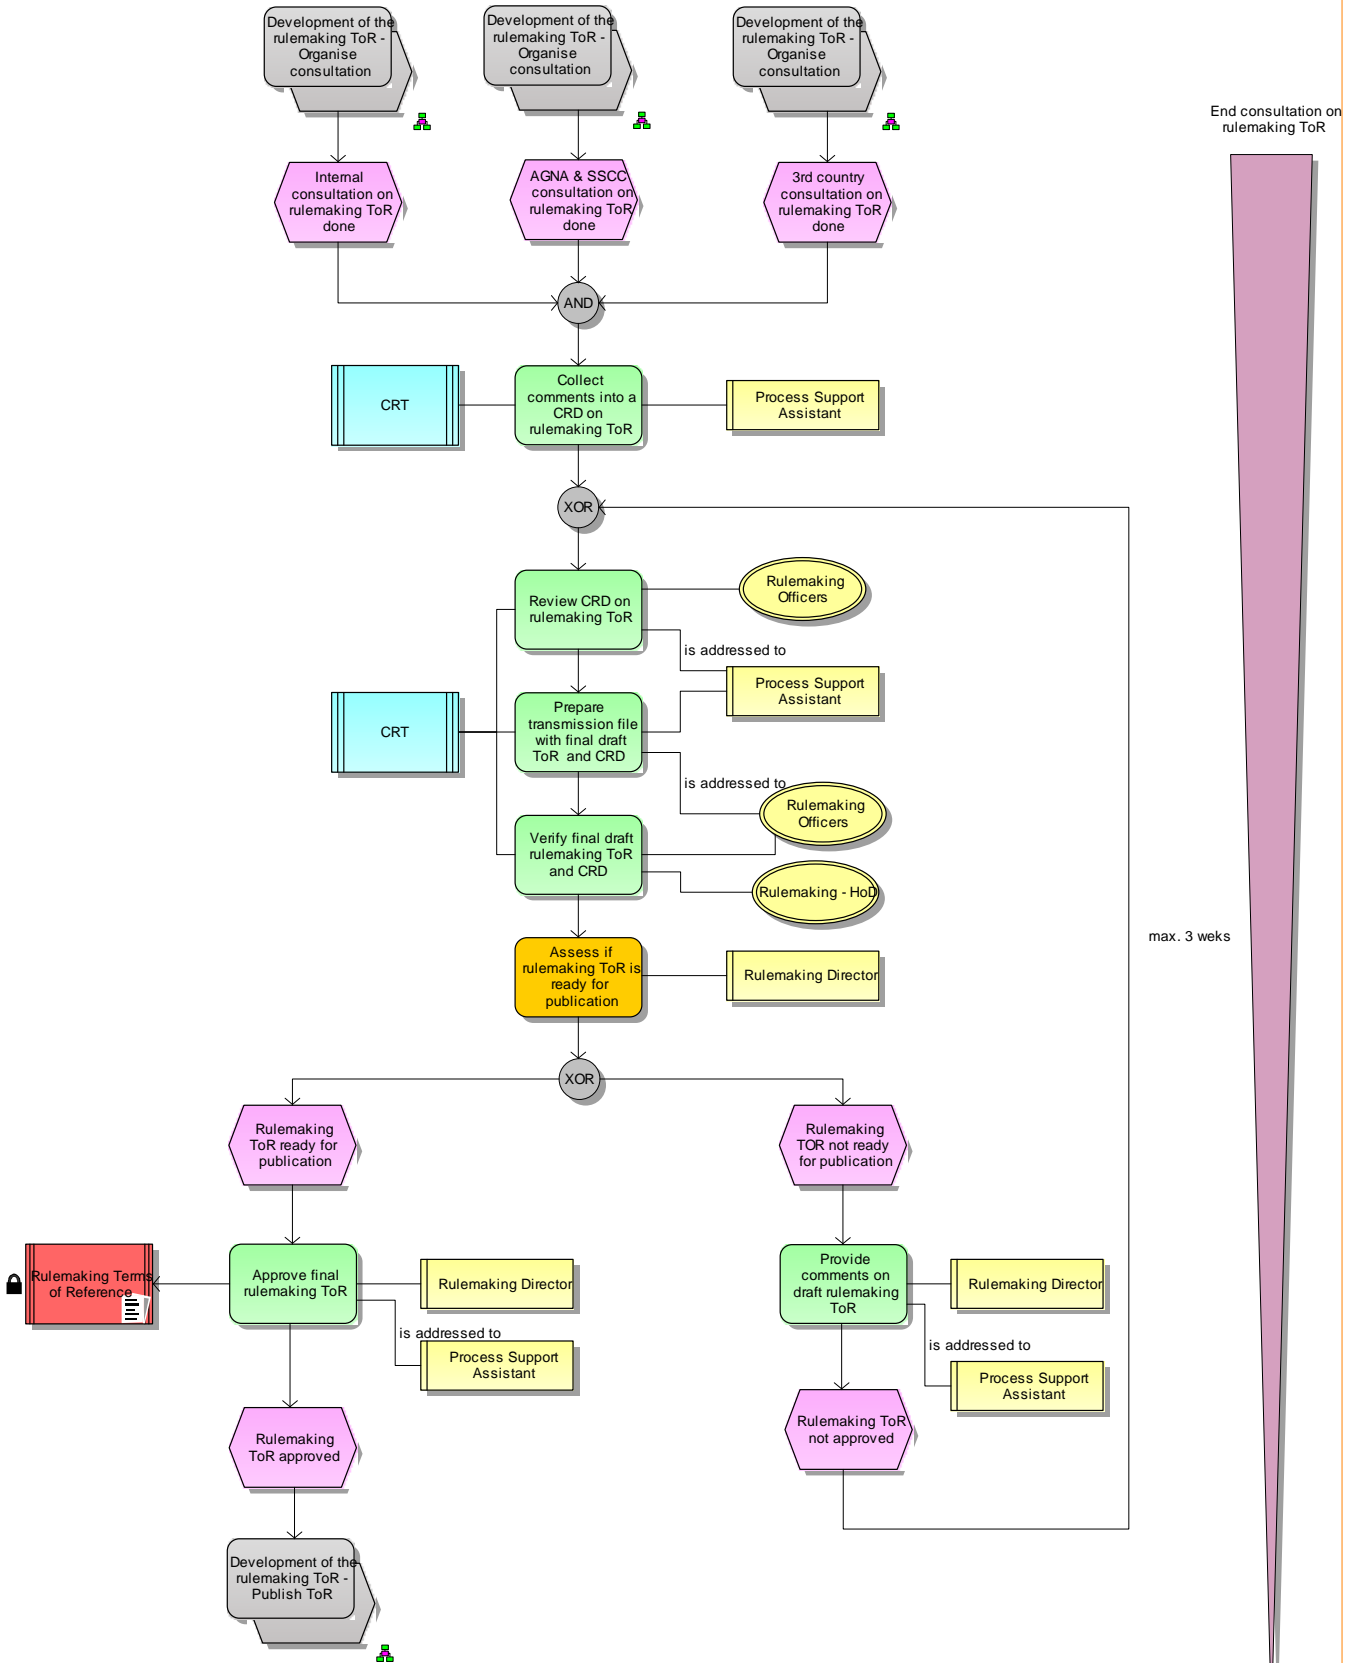 Development of the
rulemaking ToR -
Organise
consultation
Development of the
rulemaking ToR -
Organise
consultation
Development of the
rulemaking ToR -
Organise
consultation
End consultation on
rulemaking ToR
Internal
consultation on
rulemaking ToR
done
AGNA & SSCC
consultation on
rulemaking ToR
done
3rd country
consultation on
rulemaking ToR
done
AND
CRT
Collect
comments into a
CRD on
rulemaking ToR
Process Support
Assistant
XOR
Review CRD on
rulemaking ToR
Rulemaking
Officers
is addressed to
Process Support
Assistant
CRT
Prepare
transmission file
with final draft
ToR and CRD
is addressed to
Rulemaking
Officers
Verify final draft
rulemaking ToR
and CRD
Rulemaking - HoD
max. 3 weks
Assess if
rulemaking ToR is
ready for
publication
Rulemaking Director
XOR
Rulemaking
ToR ready for
publication
Rulemaking
TOR not ready
for publication
Rulemaking Terms
of Reference
Approve final
rulemaking ToR
Rulemaking Director
is addressed to
Process Support
Assistant
Provide
comments on
draft rulemaking
ToR
Rulemaking Director
is addressed to
Process Support
Assistant
Rulemaking
ToR approved
Rulemaking ToR
not approved
Development of the
rulemaking ToR -
Publish ToR